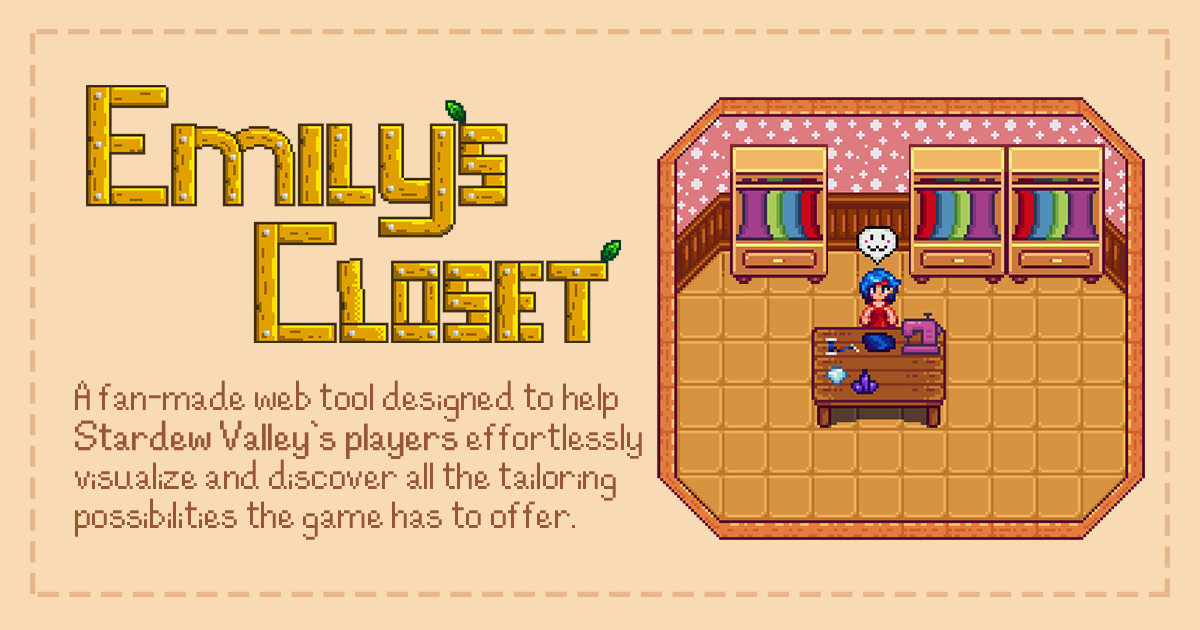 Emily's
Closet
A fan-made web tool designed to help
Stardew Valley`s players effortlessly
visualize and discover all the tailoring
possibilities the game has to offer.